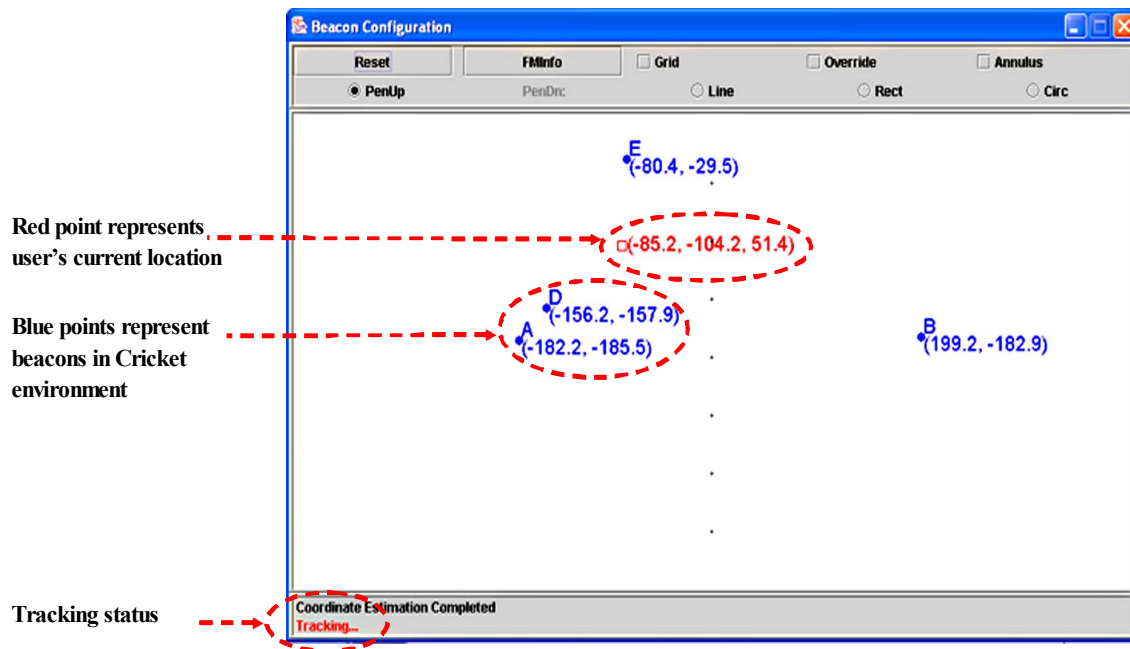 Beacon Configuration
Reset
FMInfo
Grid
Override
Annulus
PenUp
PenDn:
Line
Rect
Circ
E
(-80.4, -29.5)
Red point represents
user's current location
(-85.2, -104.2, 51.4)
Blue points represent
beacons in Cricket
environment
D
(-156.2, -157.9)
A
(-182.2, -185.5)
B
(199.2, -182.9)
Tracking status
Coordinate Estimation Completed
Tracking...